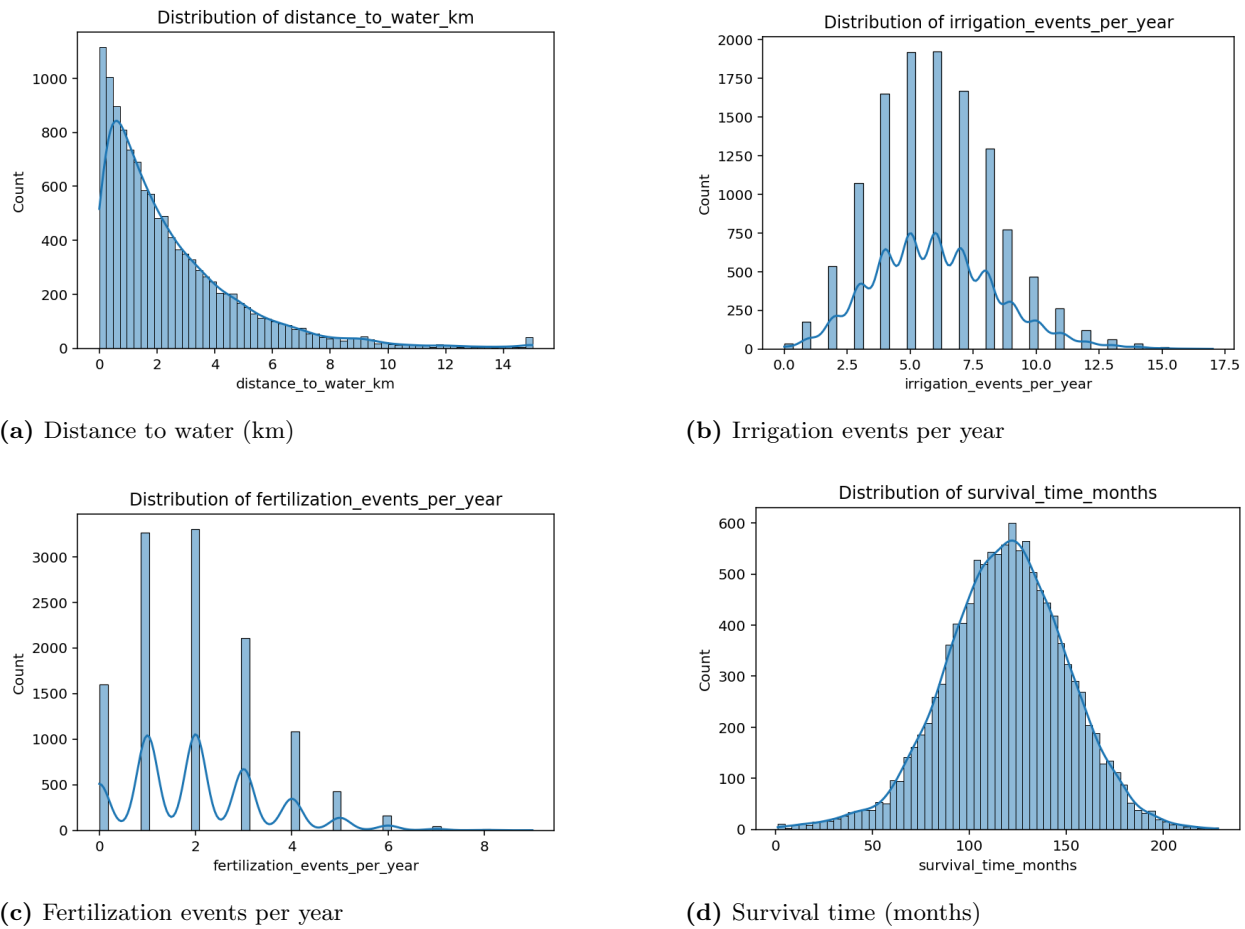 Distribution of distance_to_water_km
Count
1000
800
600
400
200
0
0 2 4 6 8 10 12 14
distance_to_water_km
(a) Distance to water (km)
Distribution of irrigation_events_per_year
Count
2000
1750
1500
1250
1000
750
500
250
0
0.0 2.5 5.0 7.5 10.0 12.5 15.0 17.5
irrigation_events_per_year
(b) Irrigation events per year
Distribution of fertilization_events_per_year
Count
3000
2500
2000
1500
1000
500
0
0 2 4 6 8
fertilization_events_per_year
(c) Fertilization events per year
Distribution of survival_time_months
Count
600
500
400
300
200
100
0
0 50 100 150 200
survival_time_months
(d) Survival time (months)